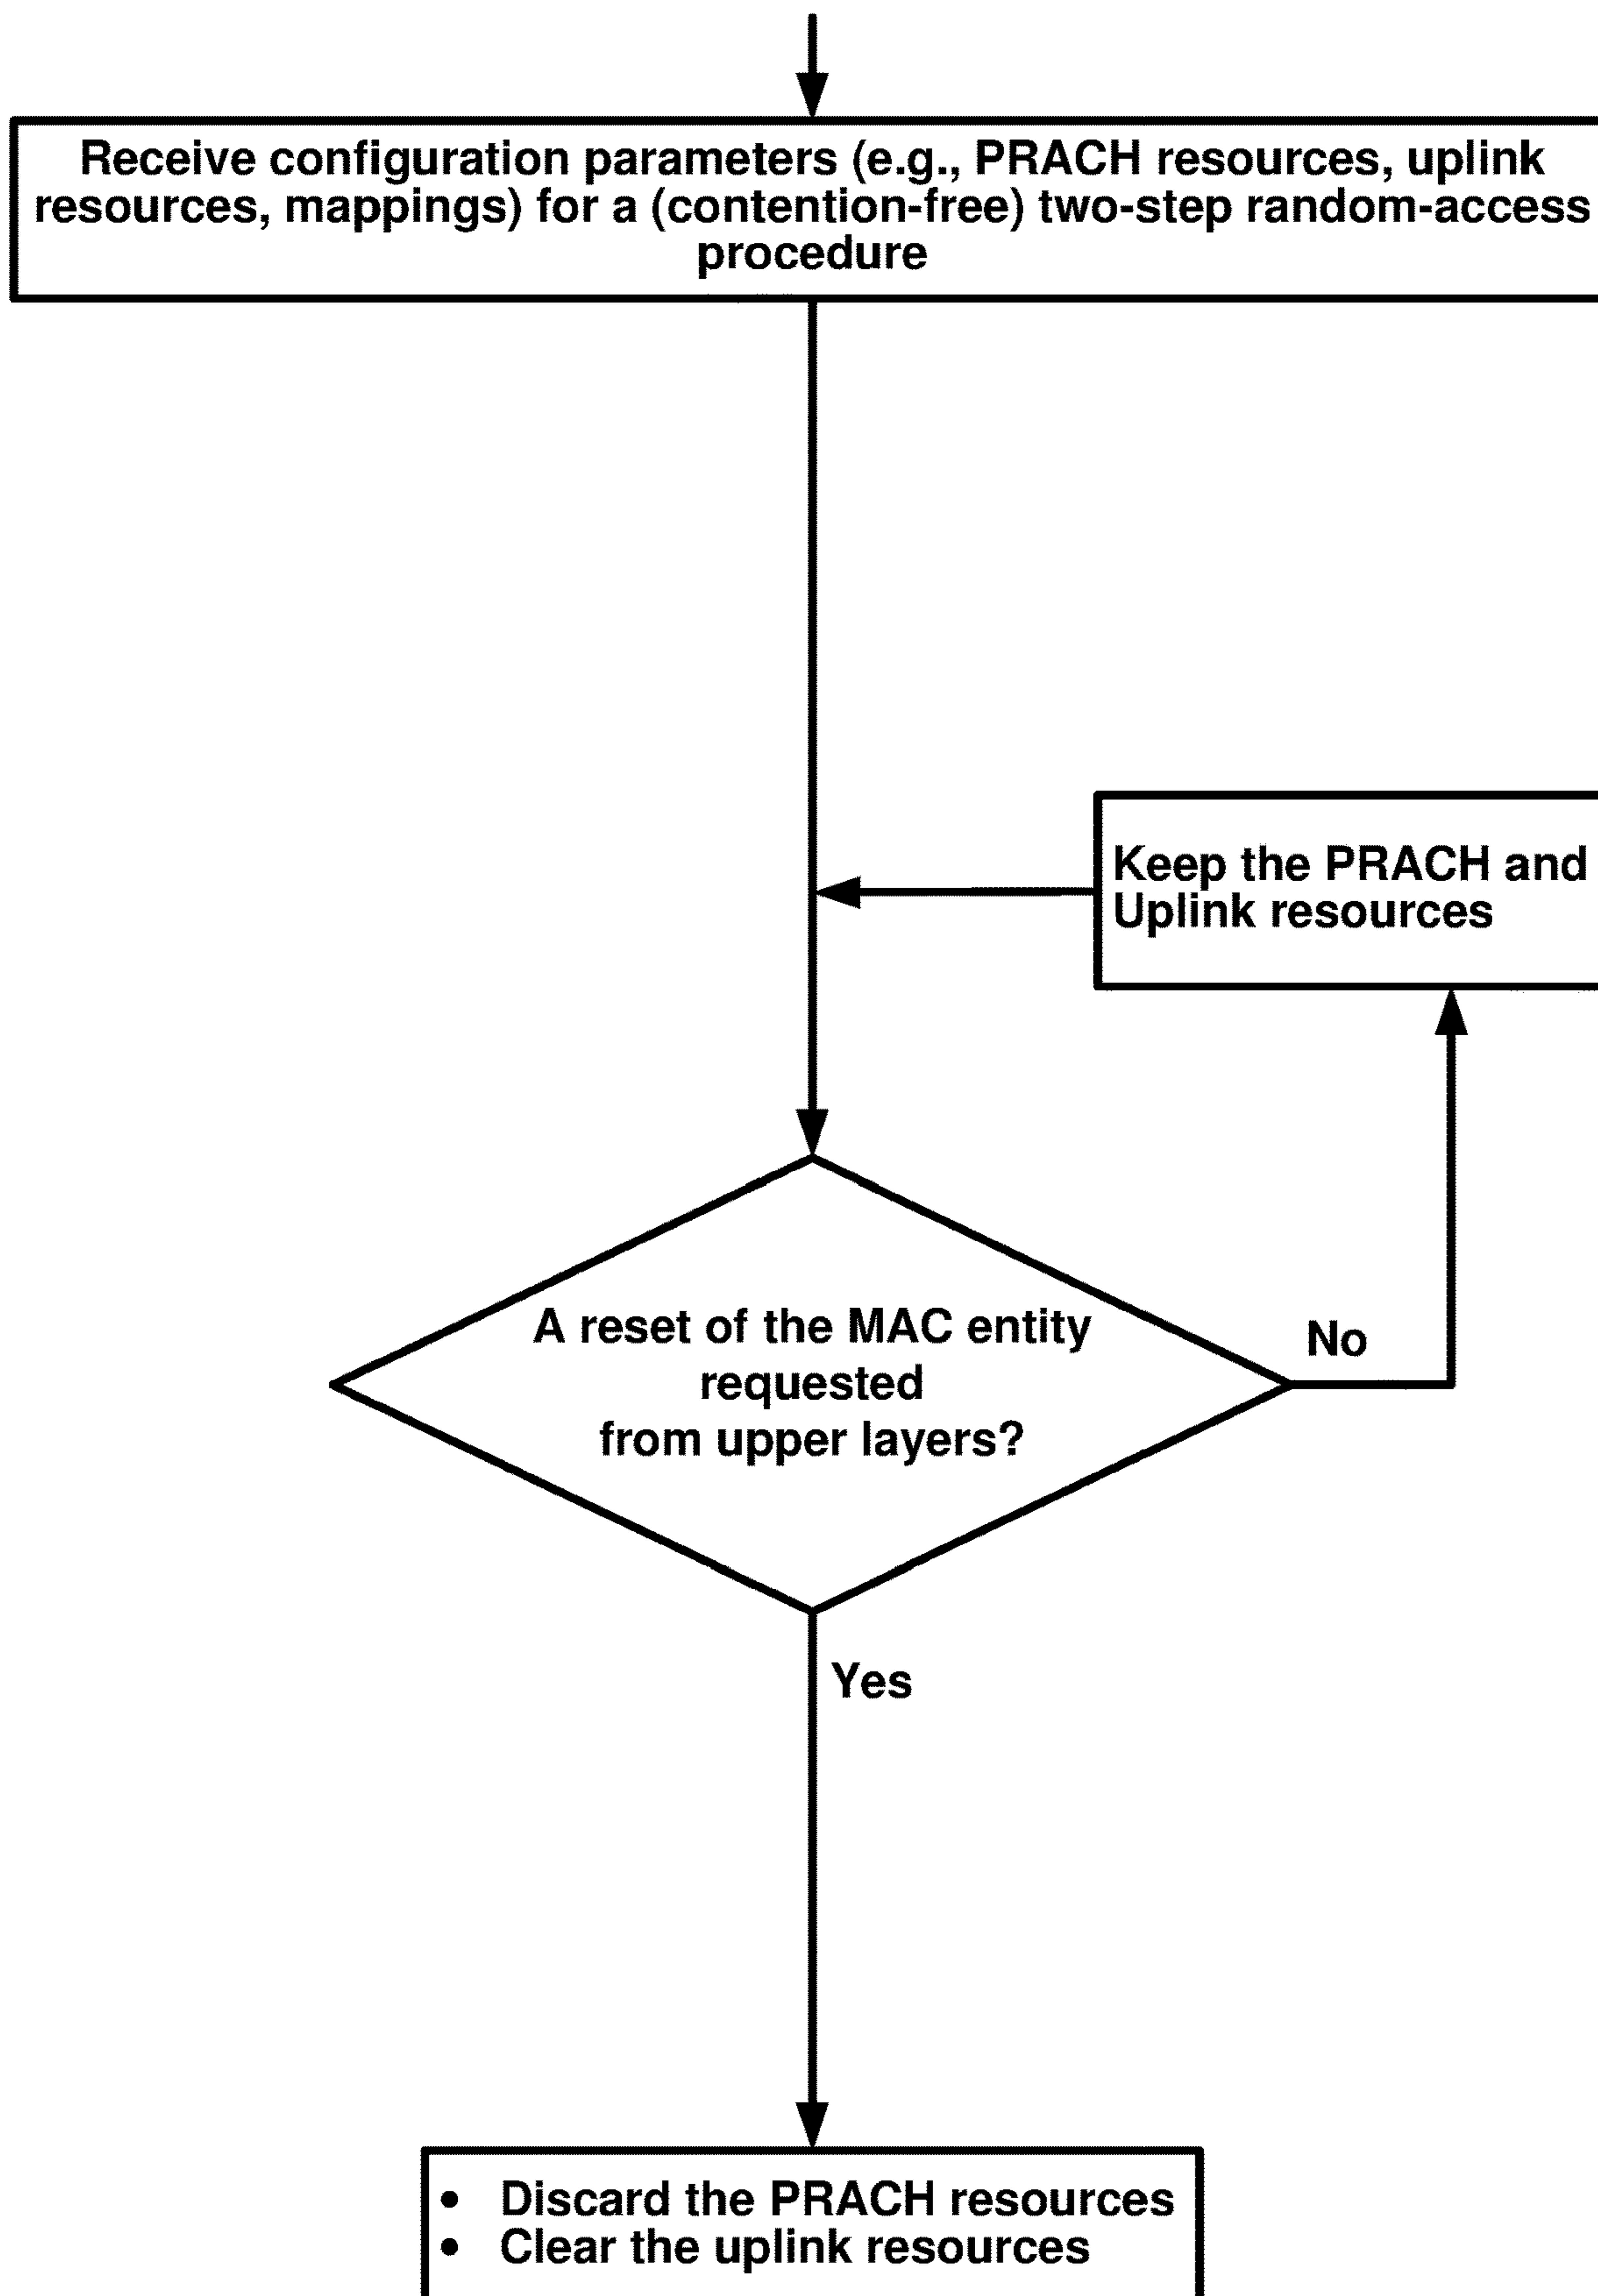 Receive configuration parameters (e.g., PRACH resources, uplink
resources, mappings) for a (contention-free) two-step random-access
procedure
Keep the PRACH and
Uplink resources
A reset of the MAC entity
requested
from upper layers?
No
Yes
• Discard the PRACH resources
• Clear the uplink resources